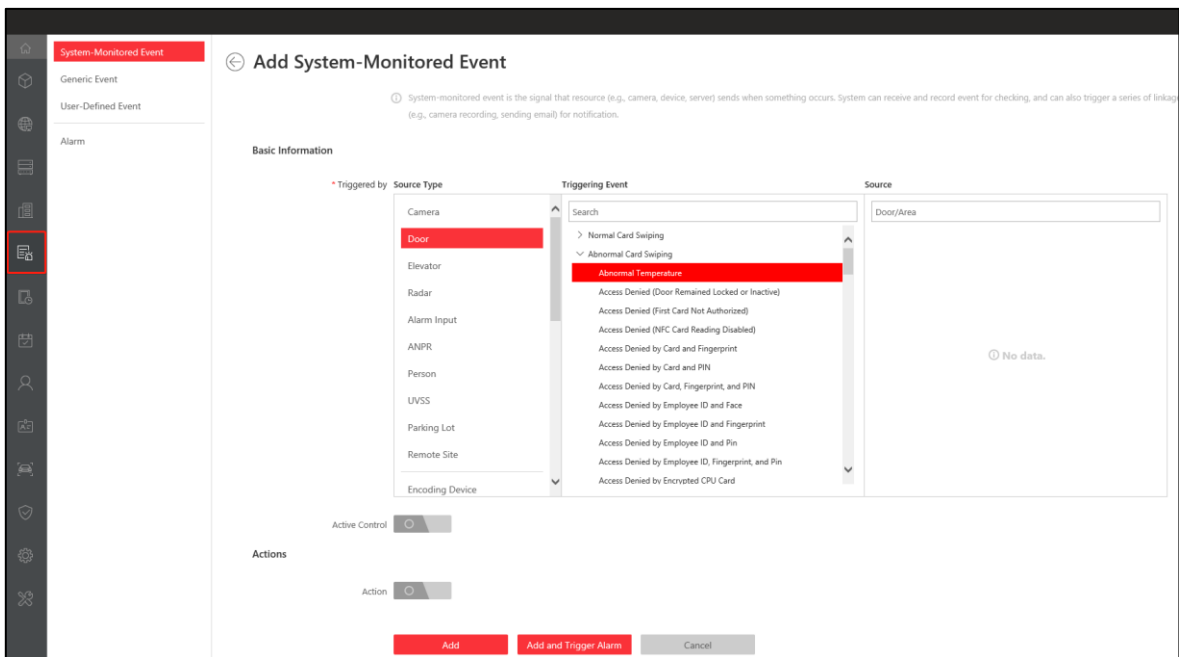 System-Monitored Event
Generic Event
User-Defined Event
Alarm
Add System-Monitored Event
System-monitored event is the signal that resource (e.g., camera, device, server) sends when something occurs. System can receive and record event for checking, and can also trigger a series of linkage
(e.g., camera recording, sending email) for notification.
Basic Information
* Triggered by Source Type Triggering Event Source
Camera
Door
Elevator
Radar
Alarm Input
ANPR
Person
UVSS
Parking Lot
Remote Site
Encoding Device
Search
Normal Card Swiping
Abnormal Card Swiping
Abnormal Temperature
Access Denied (Door Remained Locked or Inactive)
Access Denied (First Card Not Authorized)
Access Denied (NFC Card Reading Disabled)
Access Denied by Card and Fingerprint
Access Denied by Card and PIN
Access Denied by Card, Fingerprint, and PIN
Access Denied by Employee ID and Face
Access Denied by Employee ID and Fingerprint
Access Denied by Employee ID and Pin
Access Denied by Employee ID, Fingerprint, and Pin
Access Denied by Encrypted CPU Card
Door/Area
No data.
Active Control
Actions
Action
Add Add and Trigger Alarm Cancel